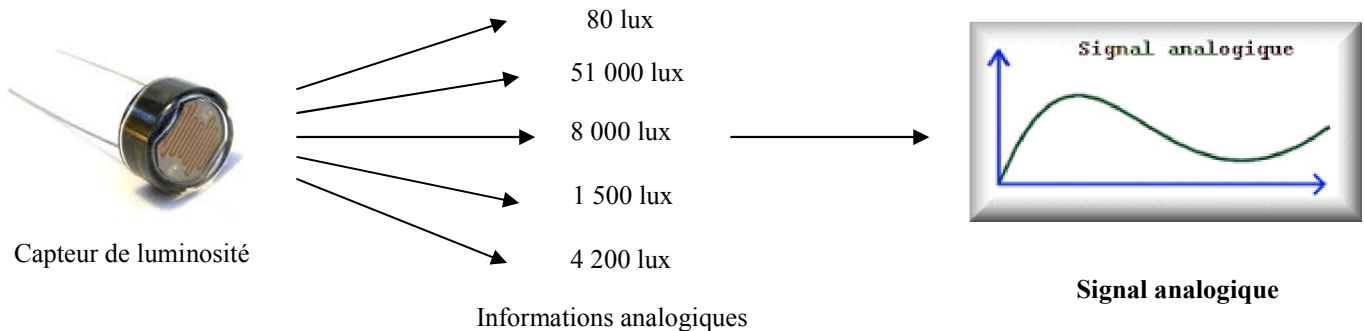 80 lux
51 000 lux
8 000 lux
1 500 lux
4 200 lux
Capteur de luminosité
Informations analogiques
Signal analogique
Signal analogique